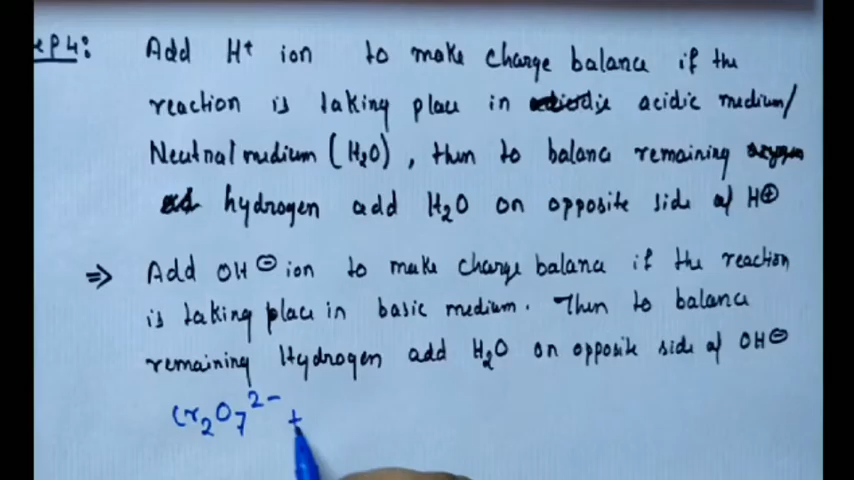 ep 4: Add H⁺ ion to make charge balance if the
reaction is taking place in acidic medium/
Neutral medium (H₂O), then to balance remaining
hydrogen add H₂O on opposite side of H⊕
⇒ Add OH⊖ ion to make charge balance if the reaction
is taking place in basic medium. Then to balance
remaining Hydrogen add H₂O on opposite side of OH⊖
Cr₂O₇²⁻ +